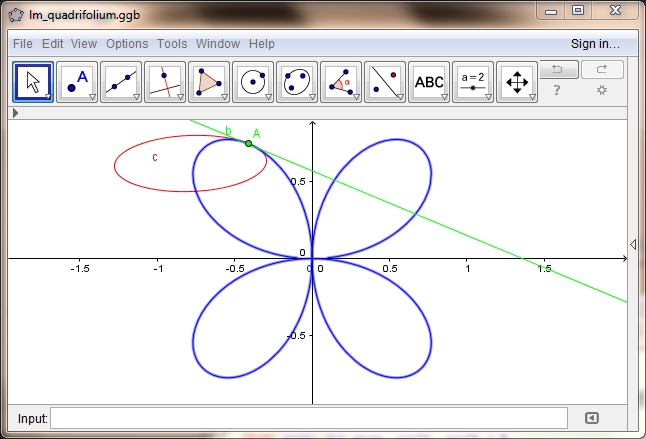 lm_quadrifolium.ggb
File Edit View Options Tools Window Help Sign in...
A α ABC a = 2
?
b A
c
0.5
0
-1.5 -1 -0.5 0 0 0.5 1 1.5
-0.5
Input: